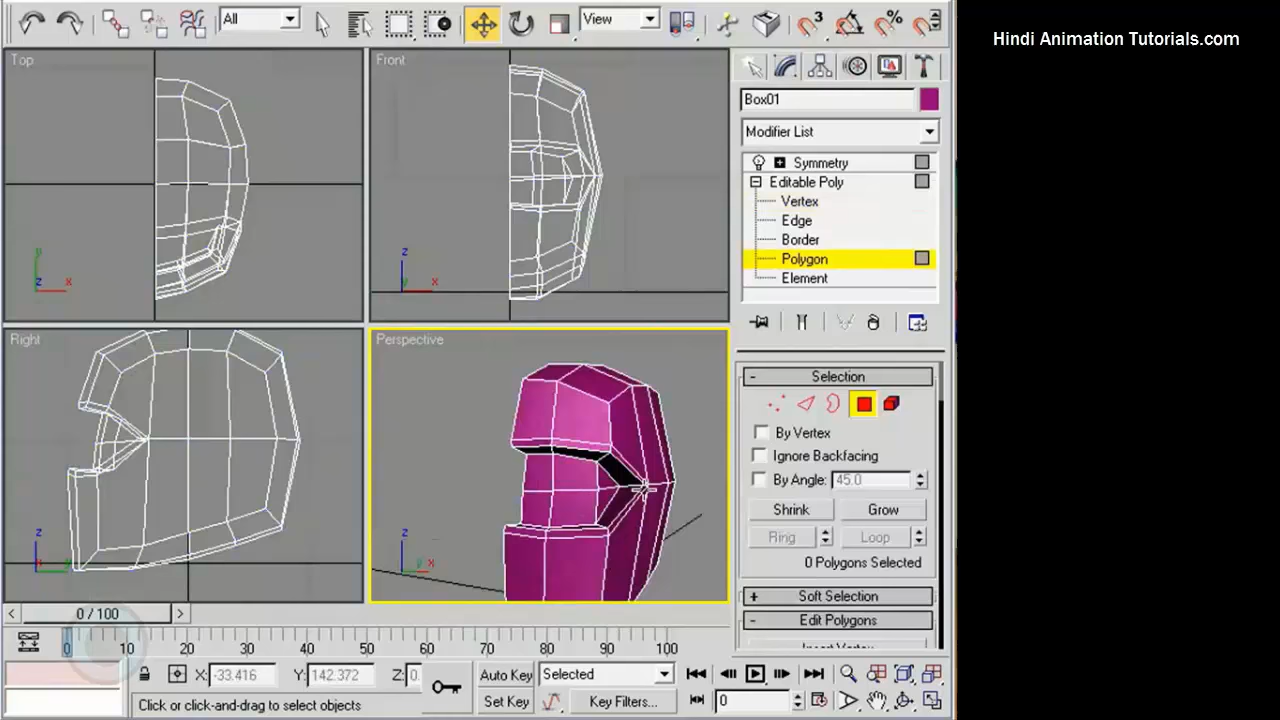 All
View
Hindi Animation Tutorials.com
Top
Front
Box01
Modifier List
Symmetry
Editable Poly
Vertex
Edge
Border
Polygon
Element
y
z
z x
x
y
x
Right
Perspective
Selection
By Vertex
Ignore Backfacing
By Angle: 45.0
Shrink
Grow
Ring
Loop
0 Polygons Selected
z
z
x
Soft Selection
Edit Polygons
Insert Vertex
< 0 / 100 >
0 10 20 30 40 50 60 70 80 90 100
X: -33.416
Y: 142.372
Z: 0.
Auto Key
Selected
Set Key
Key Filters...
0
Click or click-and-drag to select objects